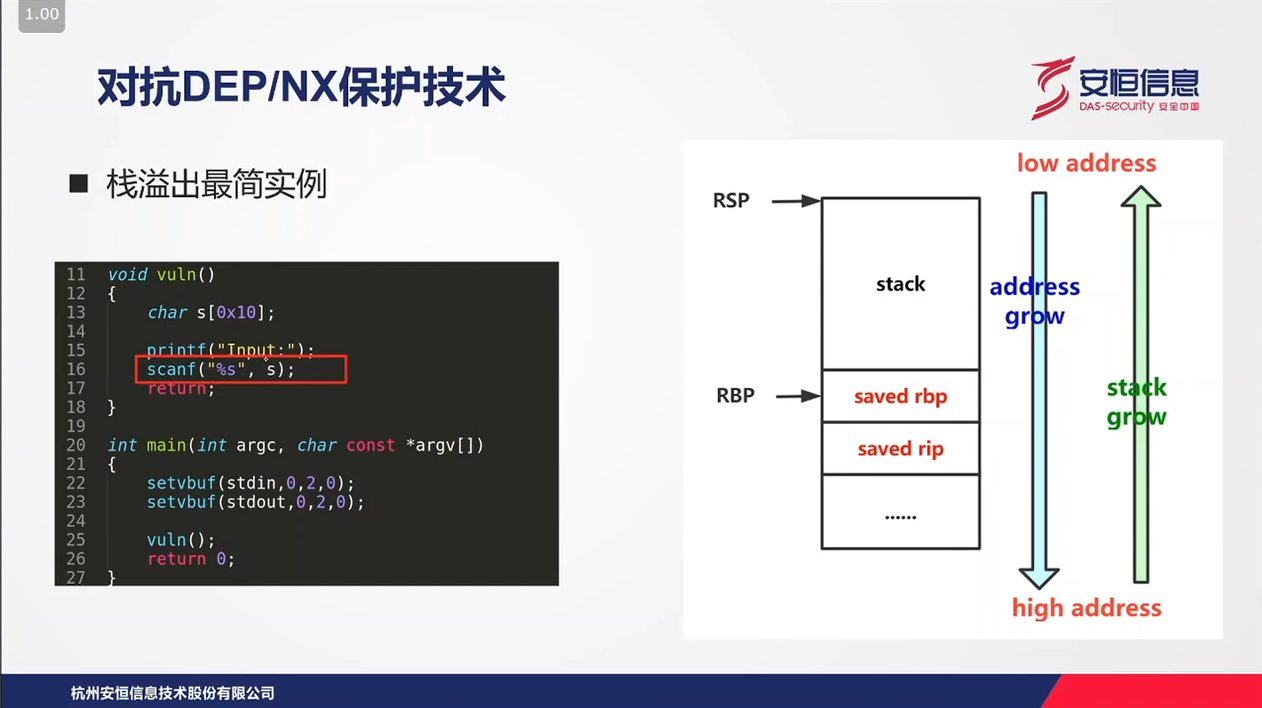 1.00
对抗DEP/NX保护技术
安恒信息
DAS-security 安全中国
■ 栈溢出最简实例
11 void vuln()
12 {
13 char s[0x10];
14
15 printf("Input:");
16 scanf("%s", s);
17 return;
18 }
19
20 int main(int argc, char const *argv[])
21 {
22 setvbuf(stdin,0,2,0);
23 setvbuf(stdout,0,2,0);
24
25 vuln();
26 return 0;
27 }
low address
RSP
stack
address
grow
RBP
saved rbp
stack
grow
saved rip
......
high address
杭州安恒信息技术股份有限公司